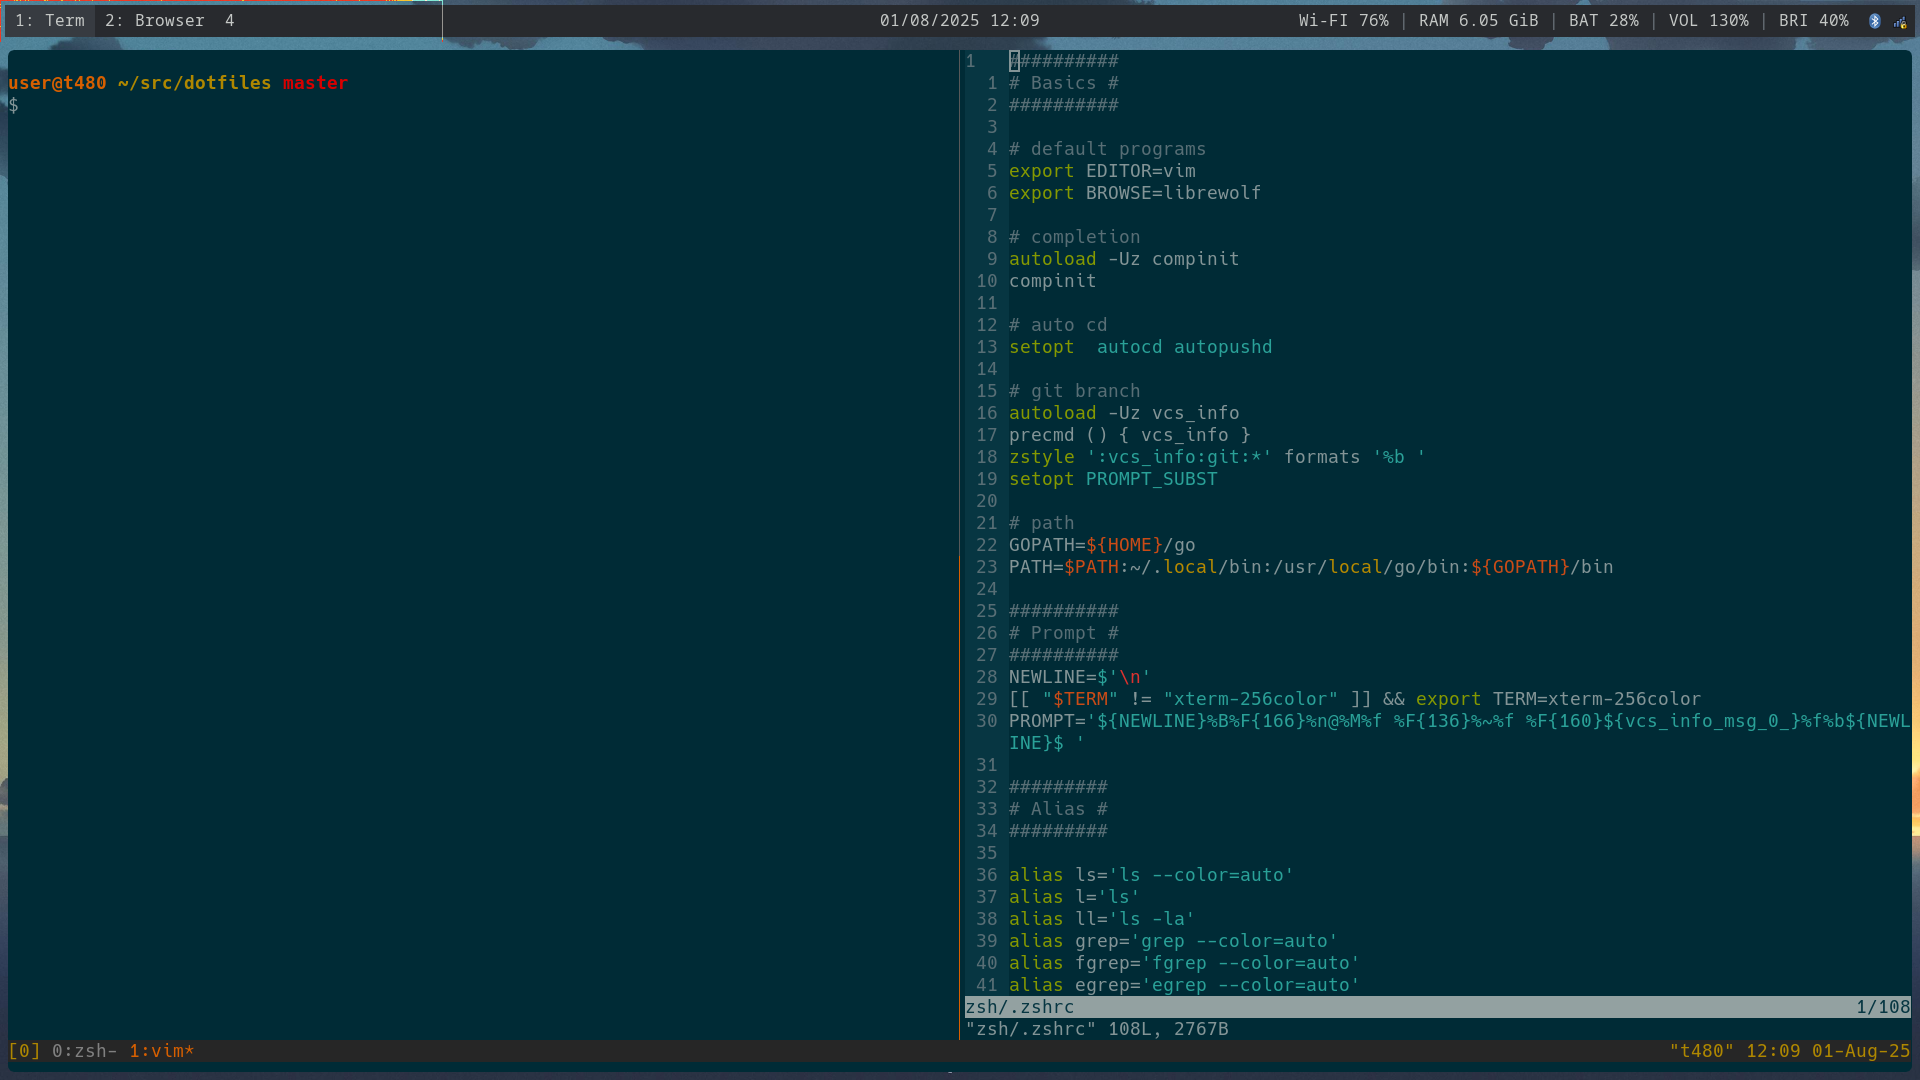 1: Term 2: Browser 4 01/08/2025 12:09 Wi-FI 76% | RAM 6.05 GiB | BAT 28% | VOL 130% | BRI 40%
user@t480 ~/src/dotfiles master
$
1 ##########
1 # Basics #
2 ##########
3
4 # default programs
5 export EDITOR=vim
6 export BROWSE=librewolf
7
8 # completion
9 autoload -Uz compinit
10 compinit
11
12 # auto cd
13 setopt  autocd autopushd
14
15 # git branch
16 autoload -Uz vcs_info
17 precmd () { vcs_info }
18 zstyle ':vcs_info:git:*' formats '%b '
19 setopt PROMPT_SUBST
20
21 # path
22 GOPATH=${HOME}/go
23 PATH=$PATH:~/.local/bin:/usr/local/go/bin:${GOPATH}/bin
24
25 ##########
26 # Prompt #
27 ##########
28 NEWLINE=$'\n'
29 [[ "$TERM" != "xterm-256color" ]] && export TERM=xterm-256color
30 PROMPT='${NEWLINE}%B%F{166}%n@%M%f %F{136}%~%f %F{160}${vcs_info_msg_0_}%f%b${NEWL
INE}$ '
31
32 #########
33 # Alias #
34 #########
35
36 alias ls='ls --color=auto'
37 alias l='ls'
38 alias ll='ls -la'
39 alias grep='grep --color=auto'
40 alias fgrep='fgrep --color=auto'
41 alias egrep='egrep --color=auto'
zsh/.zshrc 1/108
"zsh/.zshrc" 108L, 2767B
[0] 0:zsh- 1:vim* "t480" 12:09 01-Aug-25